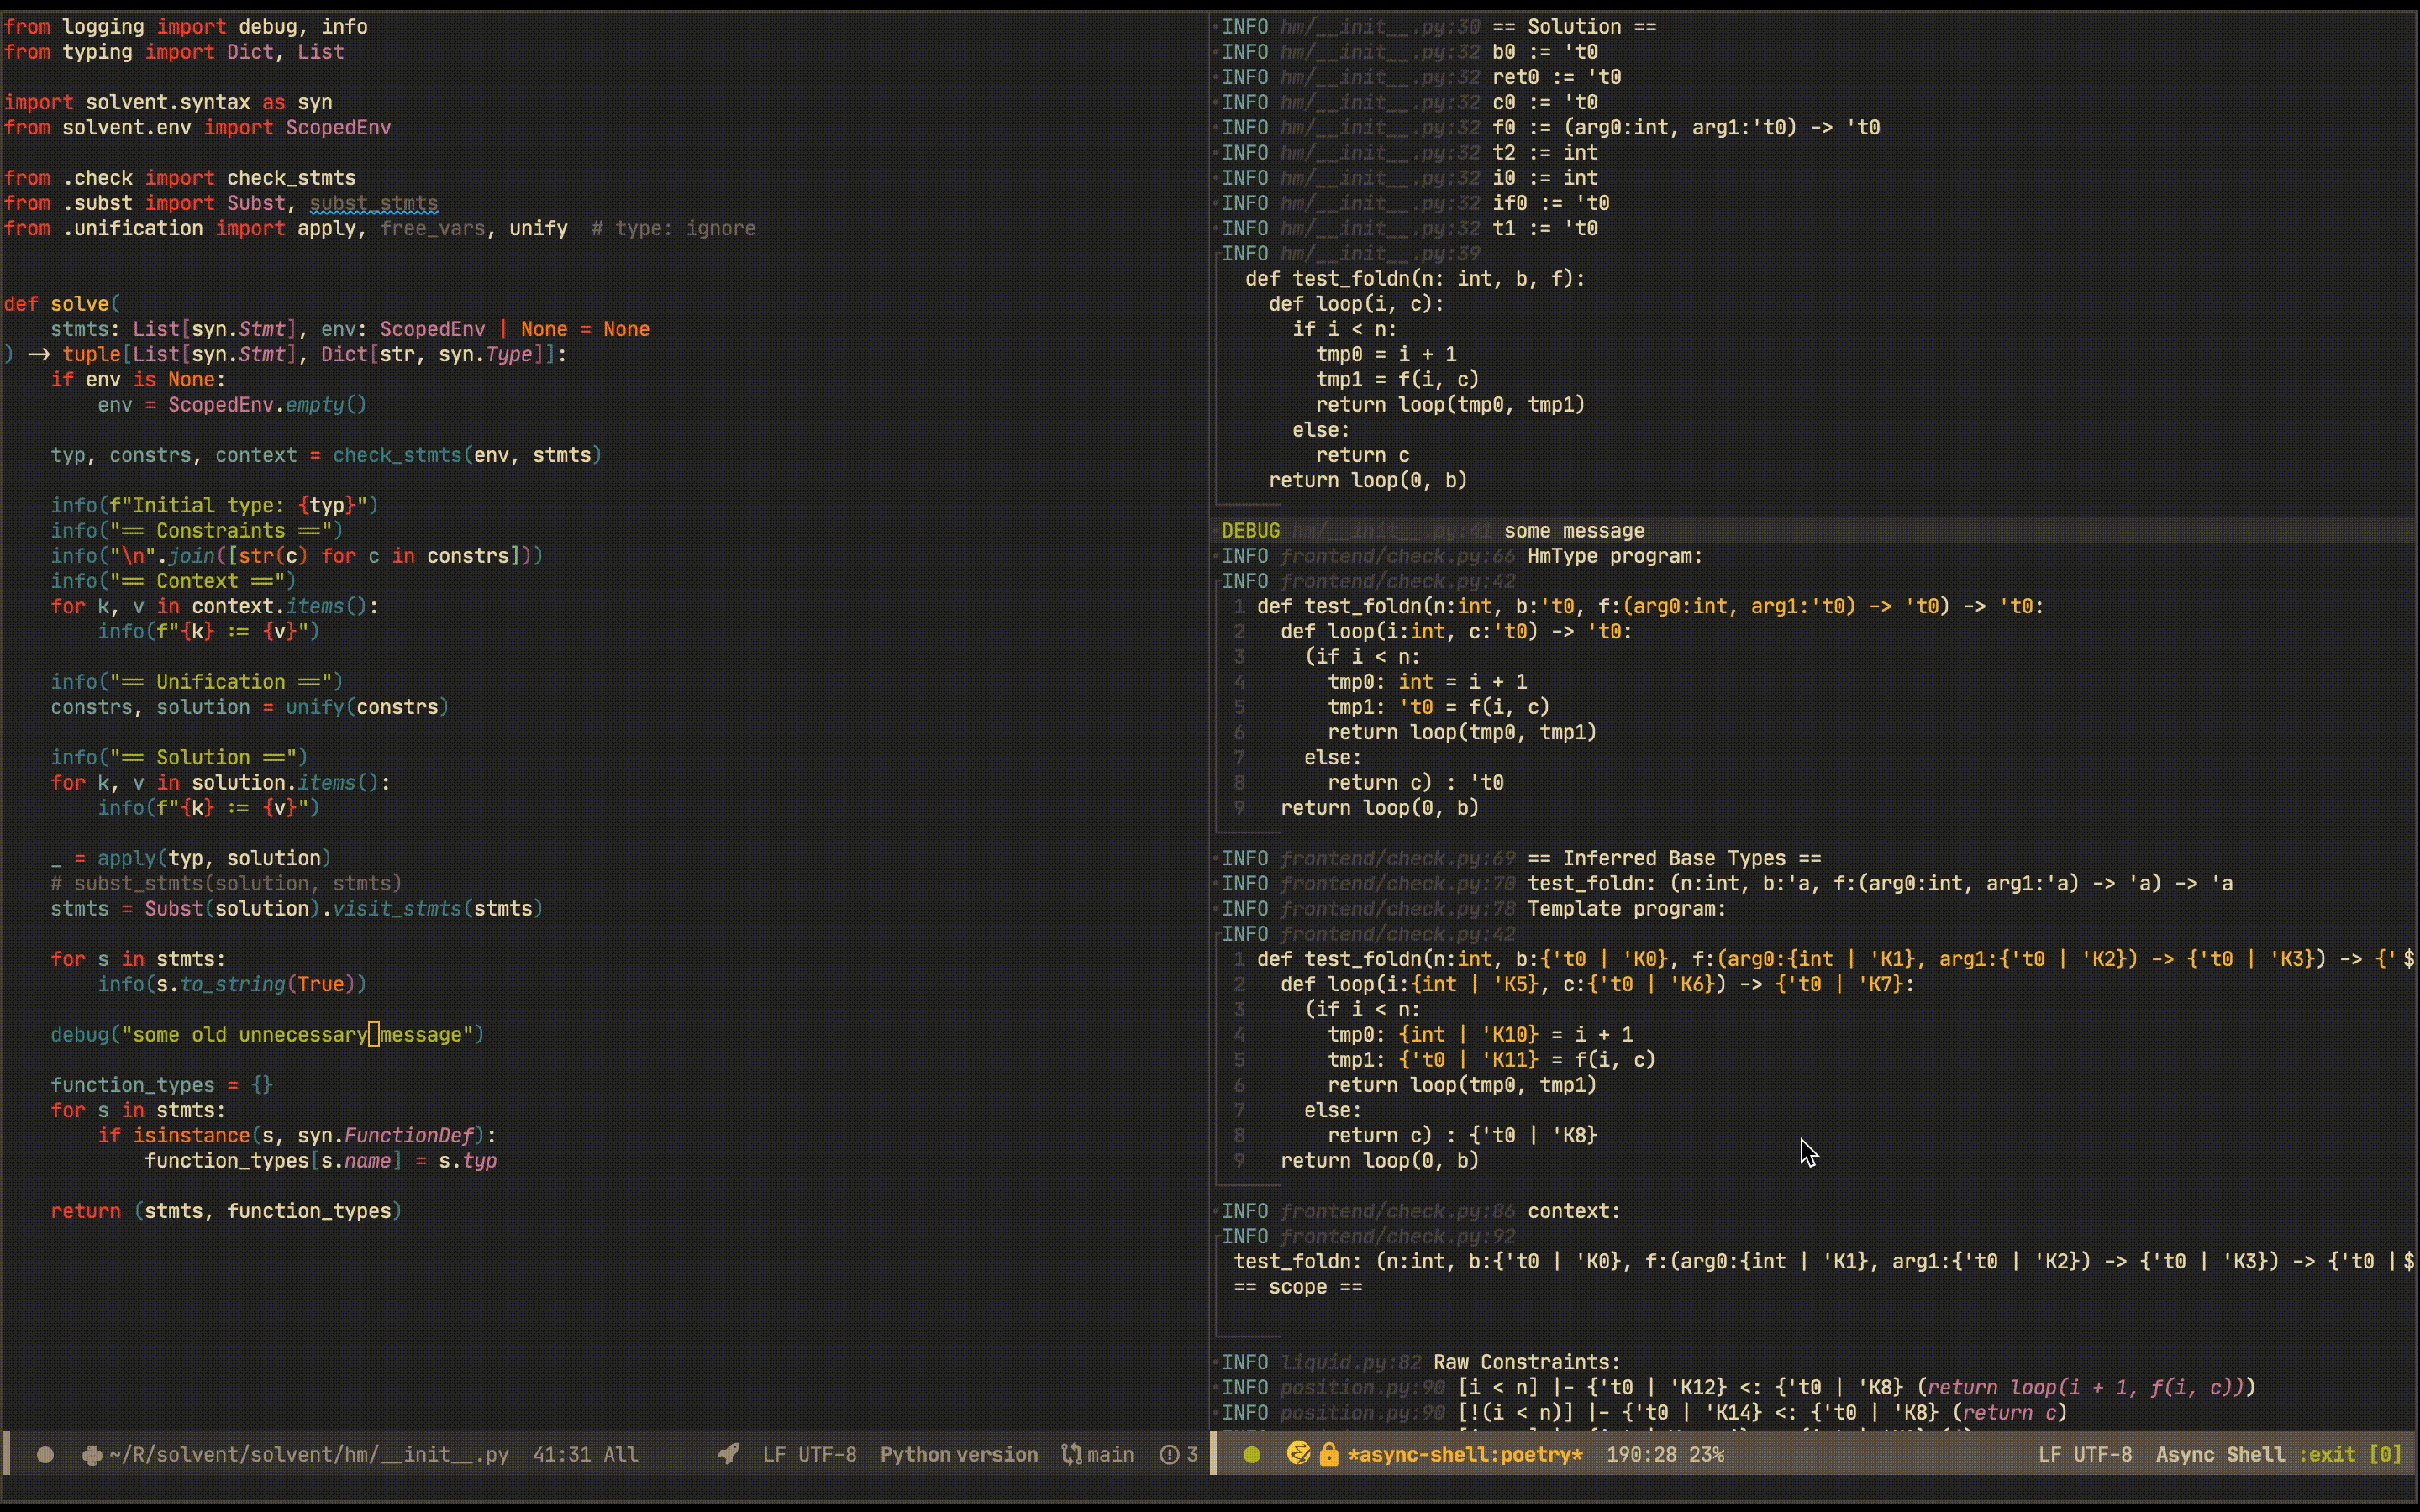 from logging import debug, info
from typing import Dict, List
import solvent.syntax as syn
from solvent.env import ScopedEnv
from .check import check_stmts
from .subst import Subst, subst_stmts
from .unification import apply, free_vars, unify  # type: ignore
def solve(
    stmts: List[syn.Stmt], env: ScopedEnv | None = None
) -> tuple[List[syn.Stmt], Dict[str, syn.Type]]:
    if env is None:
        env = ScopedEnv.empty()
    typ, constrs, context = check_stmts(env, stmts)
    info(f"Initial type: {typ}")
    info("== Constraints ==")
    info("\n".join([str(c) for c in constrs]))
    info("== Context ==")
    for k, v in context.items():
        info(f"{k} := {v}")
    info("== Unification ==")
    constrs, solution = unify(constrs)
    info("== Solution ==")
    for k, v in solution.items():
        info(f"{k} := {v}")
    _ = apply(typ, solution)
    # subst_stmts(solution, stmts)
    stmts = Subst(solution).visit_stmts(stmts)
    for s in stmts:
        info(s.to_string(True))
    debug("some old unnecessary message")
    function_types = {}
    for s in stmts:
        if isinstance(s, syn.FunctionDef):
            function_types[s.name] = s.typ
    return (stmts, function_types)
~/R/solvent/solvent/hm/__init__.py  41:31 All  LF UTF-8  Python version  main  3
INFO hm/__init__.py:30 == Solution ==
INFO hm/__init__.py:32 b0 := 't0
INFO hm/__init__.py:32 ret0 := 't0
INFO hm/__init__.py:32 c0 := 't0
INFO hm/__init__.py:32 f0 := (arg0:int, arg1:'t0) -> 't0
INFO hm/__init__.py:32 t2 := int
INFO hm/__init__.py:32 i0 := int
INFO hm/__init__.py:32 if0 := 't0
INFO hm/__init__.py:32 t1 := 't0
INFO hm/__init__.py:39
  def test_foldn(n: int, b, f):
    def loop(i, c):
      if i < n:
        tmp0 = i + 1
        tmp1 = f(i, c)
        return loop(tmp0, tmp1)
      else:
        return c
    return loop(0, b)
DEBUG hm/__init__.py:41 some message
INFO frontend/check.py:66 HmType program:
INFO frontend/check.py:42
1 def test_foldn(n:int, b:'t0, f:(arg0:int, arg1:'t0) -> 't0) -> 't0:
2   def loop(i:int, c:'t0) -> 't0:
3     (if i < n:
4       tmp0: int = i + 1
5       tmp1: 't0 = f(i, c)
6       return loop(tmp0, tmp1)
7     else:
8       return c) : 't0
9   return loop(0, b)
INFO frontend/check.py:69 == Inferred Base Types ==
INFO frontend/check.py:70 test_foldn: (n:int, b:'a, f:(arg0:int, arg1:'a) -> 'a) -> 'a
INFO frontend/check.py:78 Template program:
INFO frontend/check.py:42
1 def test_foldn(n:int, b:{'t0 | 'K0}, f:(arg0:{int | 'K1}, arg1:{'t0 | 'K2}) -> {'t0 | 'K3}) -> {'$
2   def loop(i:{int | 'K5}, c:{'t0 | 'K6}) -> {'t0 | 'K7}:
3     (if i < n:
4       tmp0: {int | 'K10} = i + 1
5       tmp1: {'t0 | 'K11} = f(i, c)
6       return loop(tmp0, tmp1)
7     else:
8       return c) : {'t0 | 'K8}
9   return loop(0, b)
INFO frontend/check.py:86 context:
INFO frontend/check.py:92
test_foldn: (n:int, b:{'t0 | 'K0}, f:(arg0:{int | 'K1}, arg1:{'t0 | 'K2}) -> {'t0 | 'K3}) -> {'t0 |$
== scope ==
INFO liquid.py:82 Raw Constraints:
INFO position.py:90 [i < n] |- {'t0 | 'K12} <: {'t0 | 'K8} (return loop(i + 1, f(i, c)))
INFO position.py:90 [!(i < n)] |- {'t0 | 'K14} <: {'t0 | 'K8} (return c)
*async-shell:poetry*  190:28 23%  LF UTF-8  Async Shell :exit [0]